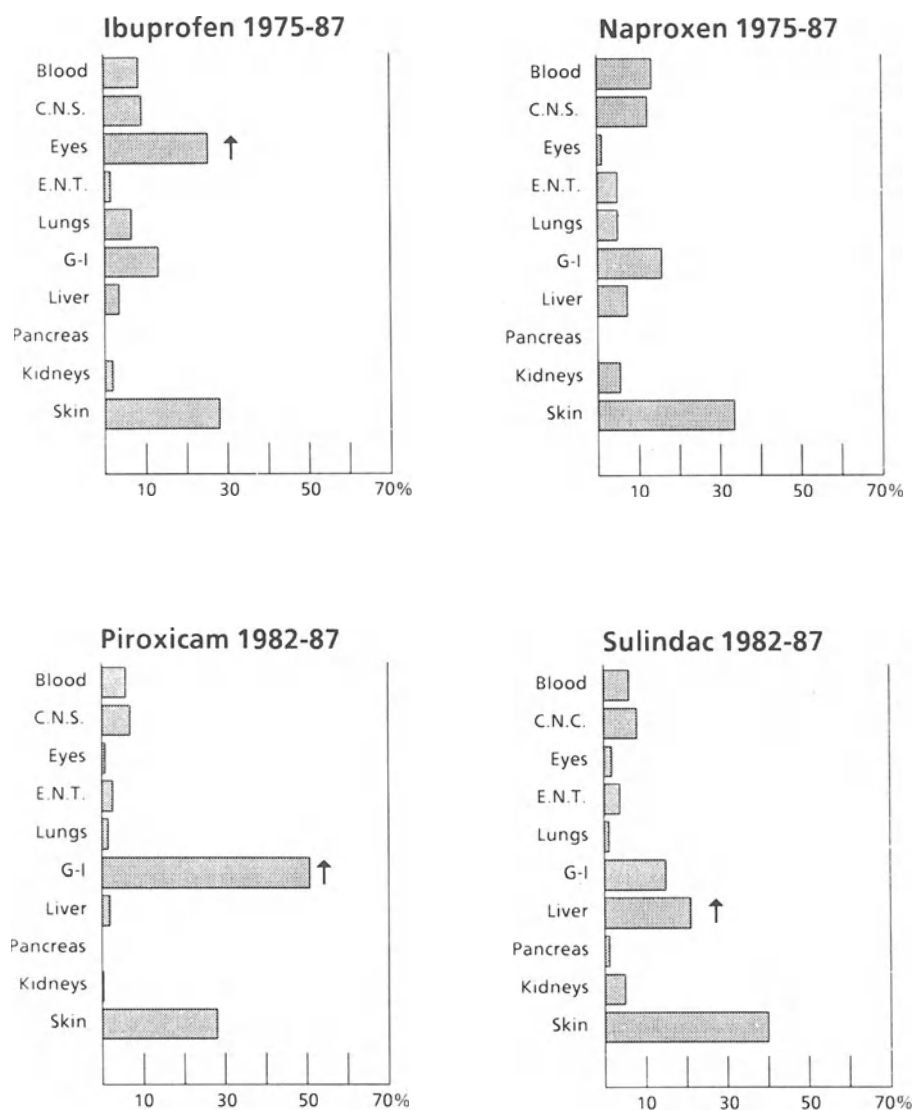 Ibuprofen 1975-87
Blood
C.N.S.
Eyes
E.N.T.
Lungs
G-I
Liver
Pancreas
Kidneys
Skin
10 30 50 70%
Naproxen 1975-87
Blood
C.N.S.
Eyes
E.N.T.
Lungs
G-I
Liver
Pancreas
Kidneys
Skin
10 30 50 70%
Piroxicam 1982-87
Blood
C.N.S.
Eyes
E.N.T.
Lungs
G-I
Liver
Pancreas
Kidneys
Skin
10 30 50 70%
Sulindac 1982-87
Blood
C.N.C.
Eyes
E.N.T.
Lungs
G-I
Liver
Pancreas
Kidneys
Skin
10 30 50 70%